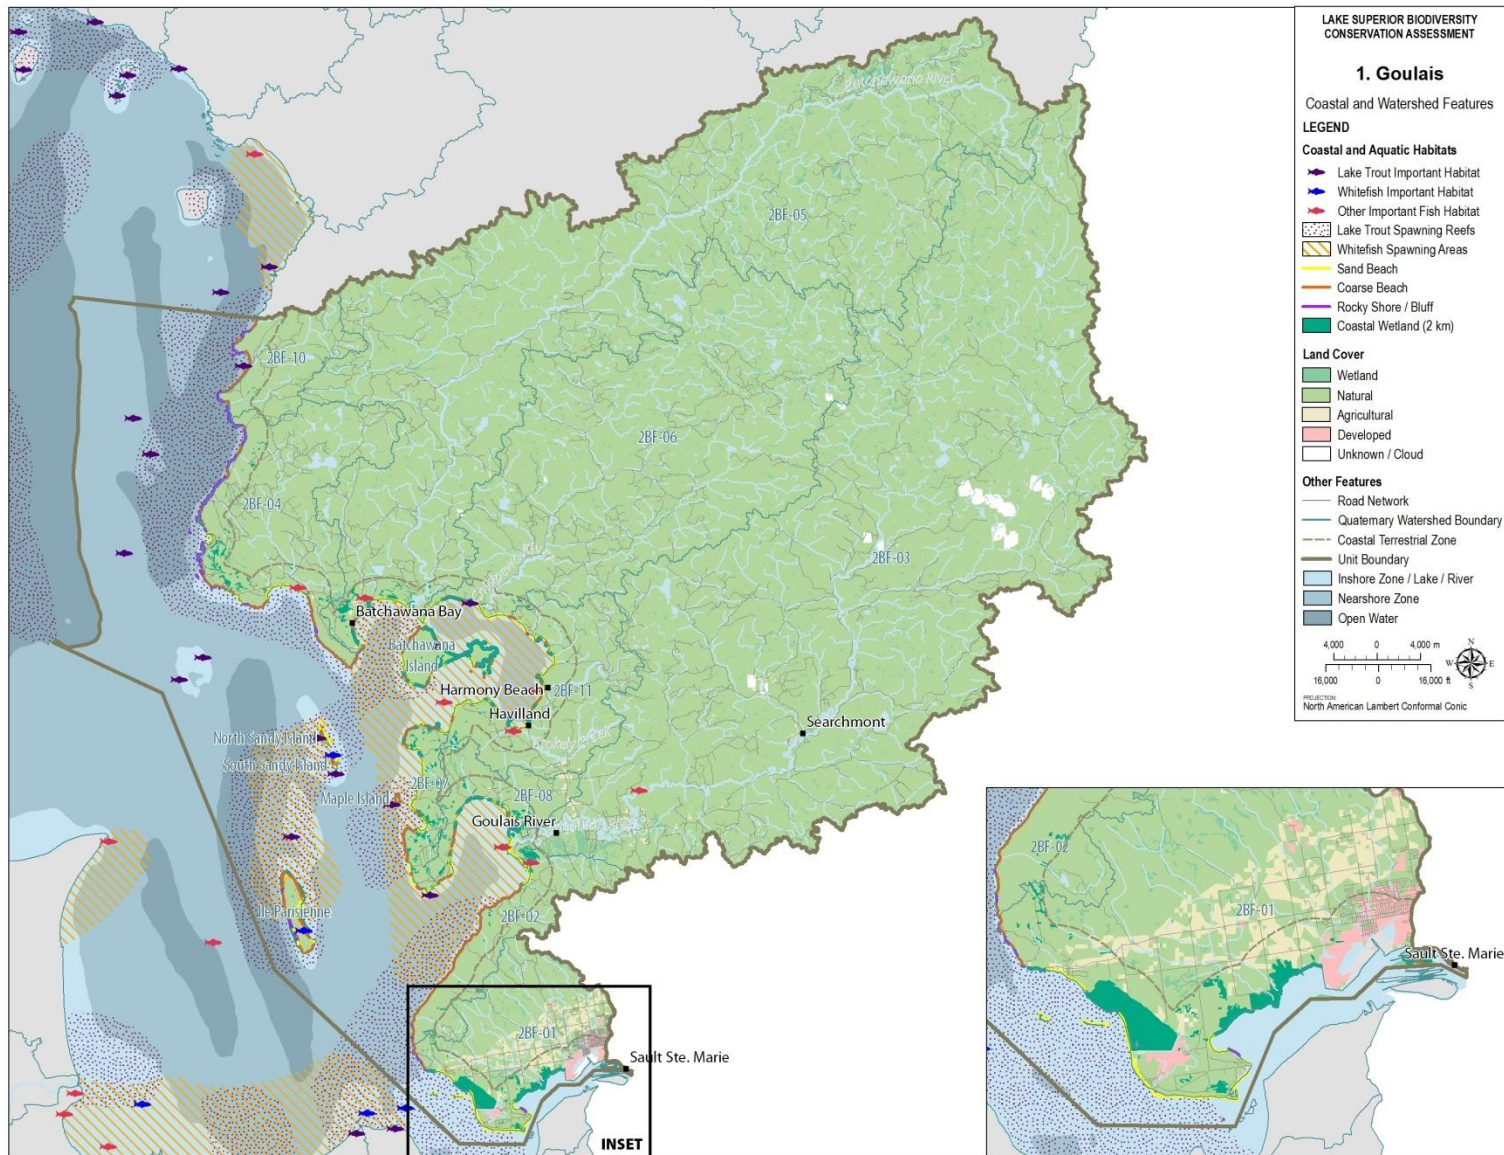 LAKE SUPERIOR BIODIVERSITY
CONSERVATION ASSESSMENT
1. Goulais
Coastal and Watershed Features
LEGEND
Coastal and Aquatic Habitats
Lake Trout Important Habitat
Whitefish Important Habitat
Other Important Fish Habitat
Lake Trout Spawning Reefs
Whitefish Spawning Areas
Sand Beach
Coarse Beach
Rocky Shore / Bluff
Coastal Wetland (2 km)
Land Cover
Wetland
Natural
Agricultural
Developed
Unknown / Cloud
Other Features
Road Network
Quaternary Watershed Boundary
Coastal Terrestrial Zone
Unit Boundary
Inshore Zone / Lake / River
Nearshore Zone
Open Water
4,000 0 4,000 m
16,000 0 16,000 ft
N
W E
S
PROJECTION:
North American Lambert Conformal Conic
Batchawana River
2BF-05
2BF-10
2BF-06
2BF-04
2BF-03
Batchawana Bay
Batchawana
Island
Harmony Beach
2BF-11
Havilland
Searchmont
North Sandy Island
South Sandy Island
2BF-07
Maple Island
2BF-08
Goulais River
Ile Parisienne
2BF-02
2BF-01
Sault Ste. Marie
INSET
2BF-02
2BF-01
Sault Ste. Marie